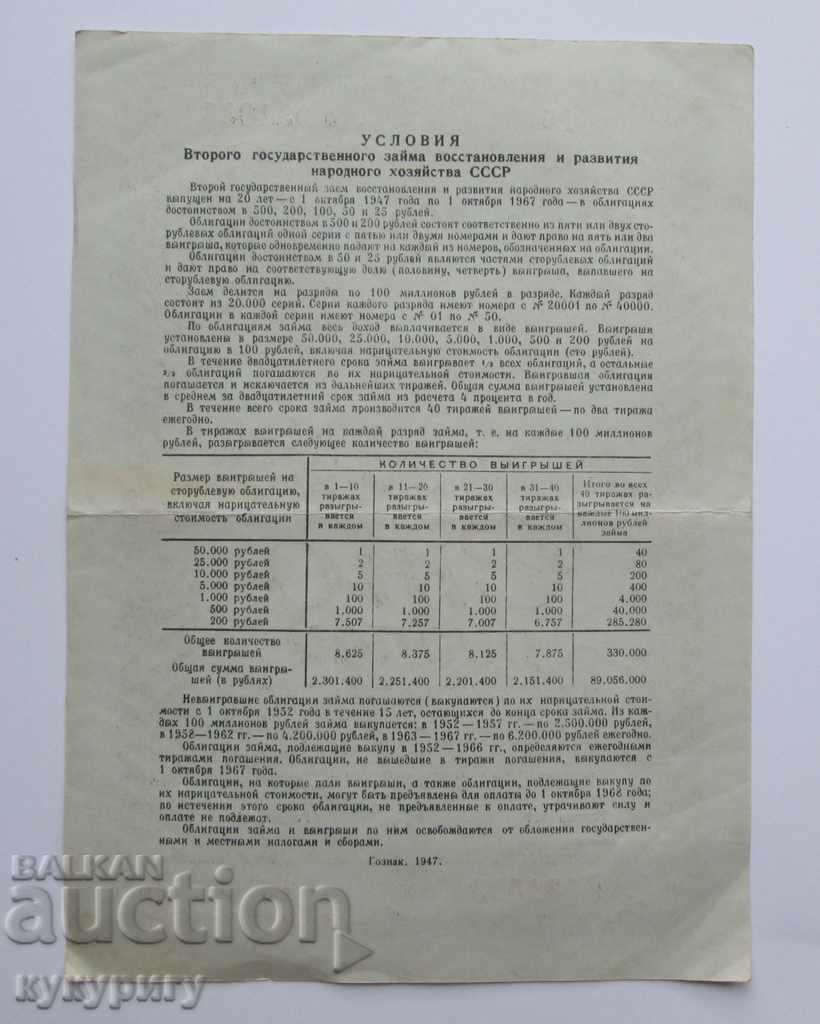 УСЛОВИЯ
Второго государственного займа восстановления и развития
народного хозяйства СССР
Второй государственный заем восстановления и развития народного хозяйства СССР
выпущен на 20 лет — с 1 октября 1947 года по 1 октября 1967 года — в облигациях
достоинством в 500, 200, 100, 50 и 25 рублей.
Облигации достоинством в 500 и 200 рублей состоят соответственно из пяти или двух сто-
рублевых облигаций одной серии с пятью или двумя номерами и дают право на пять или два
выигрыша, которые одновременно падают на каждый из номеров, обозначенных на облигации.
Облигации достоинством в 50 и 25 рублей являются частями сторублевых облигаций
и дают право на соответствующую долю (половину, четверть) выигрыша, выпавшего на
сторублевую облигацию.
Заем делится на разряды по 100 миллионов рублей в разряде. Каждый разряд
состоит из 20.000 серий. Серии каждого разряда имеют номера с № 20001 по № 40000.
Облигации в каждой серии имеют номера с № 01 по № 50.
По облигациям займа весь доход выплачивается в виде выигрышей. Выигрыши
установлены в размере 50.000, 25.000, 10.000, 5.000, 1.000, 500 и 200 рублей на
облигацию в 100 рублей, включая нарицательную стоимость облигации (сто рублей).
В течение двадцатилетнего срока займа выигрывает 1/3 всех облигаций, а остальные
2/3 облигаций погашаются по их нарицательной стоимости. Выигравшая облигация
погашается и исключается из дальнейших тиражей. Общая сумма выигрышей установлена
в среднем за двадцатилетний срок займа из расчета 4 процента в год.
В течение всего срока займа производится 40 тиражей выигрышей — по два тиража
ежегодно.
В тиражах выигрышей на каждый разряд займа, т. е. на каждые 100 миллионов
рублей, разыгрывается следующее количество выигрышей:
Размер выигрышей на
сторублевую облигацию,
включая нарицательную
стоимость облигации
КОЛИЧЕСТВО ВЫИГРЫШЕЙ
в 1—10
тиражах
разыгры-
вается
в каждом
в 11—20
тиражах
разыгры-
вается
в каждом
в 21—30
тиражах
разыгры-
вается
в каждом
в 31—40
тиражах
разыгры-
вается
в каждом
Итого во всех
40 тиражах ра-
зыгрывается на
каждые 100 мил-
лионов рублей
займа
50.000 рублей 1 1 1 1 40
25.000 рублей 2 2 2 2 80
10.000 рублей 5 5 5 5 200
5.000 рублей 10 10 10 10 400
1.000 рублей 100 100 100 100 4.000
500 рублей 1.000 1.000 1.000 1.000 40.000
200 рублей 7.507 7.257 7.007 6.757 285.280
Общее количество
выигрышей 8.625 8.375 8.125 7.875 330.000
Общая сумма выигры-
шей (в рублях) 2.301.400 2.251.400 2.201.400 2.151.400 89.056.000
Невыигравшие облигации займа погашаются (выкупаются) по их нарицательной стои-
мости с 1 октября 1952 года в течение 15 лет, остающихся до конца срока займа. Из каж-
дых 100 миллионов рублей займа выкупается: в 1952—1957 гг. — по 2.500.000 рублей,
в 1958—1962 гг. — по 4.200.000 рублей, в 1963—1967 гг. — по 6.200.000 рублей ежегодно.
Облигации займа, подлежащие выкупу в 1952—1966 гг., определяются ежегодными
тиражами погашения. Облигации, не вышедшие в тиражи погашения, выкупаются с
1 октября 1967 года.
Облигации, на которые пали выигрыши, а также облигации, подлежащие выкупу по
их нарицательной стоимости, могут быть предъявлены для оплаты до 1 октября 1968 года;
по истечении этого срока облигации, не предъявленные к оплате, утрачивают силу и
оплате не подлежат.
Облигации займа и выигрыши по ним освобождаются от обложения государствен-
ными и местными налогами и сборами.
Гознак. 1947.
BALKAN
auction
кукуригу